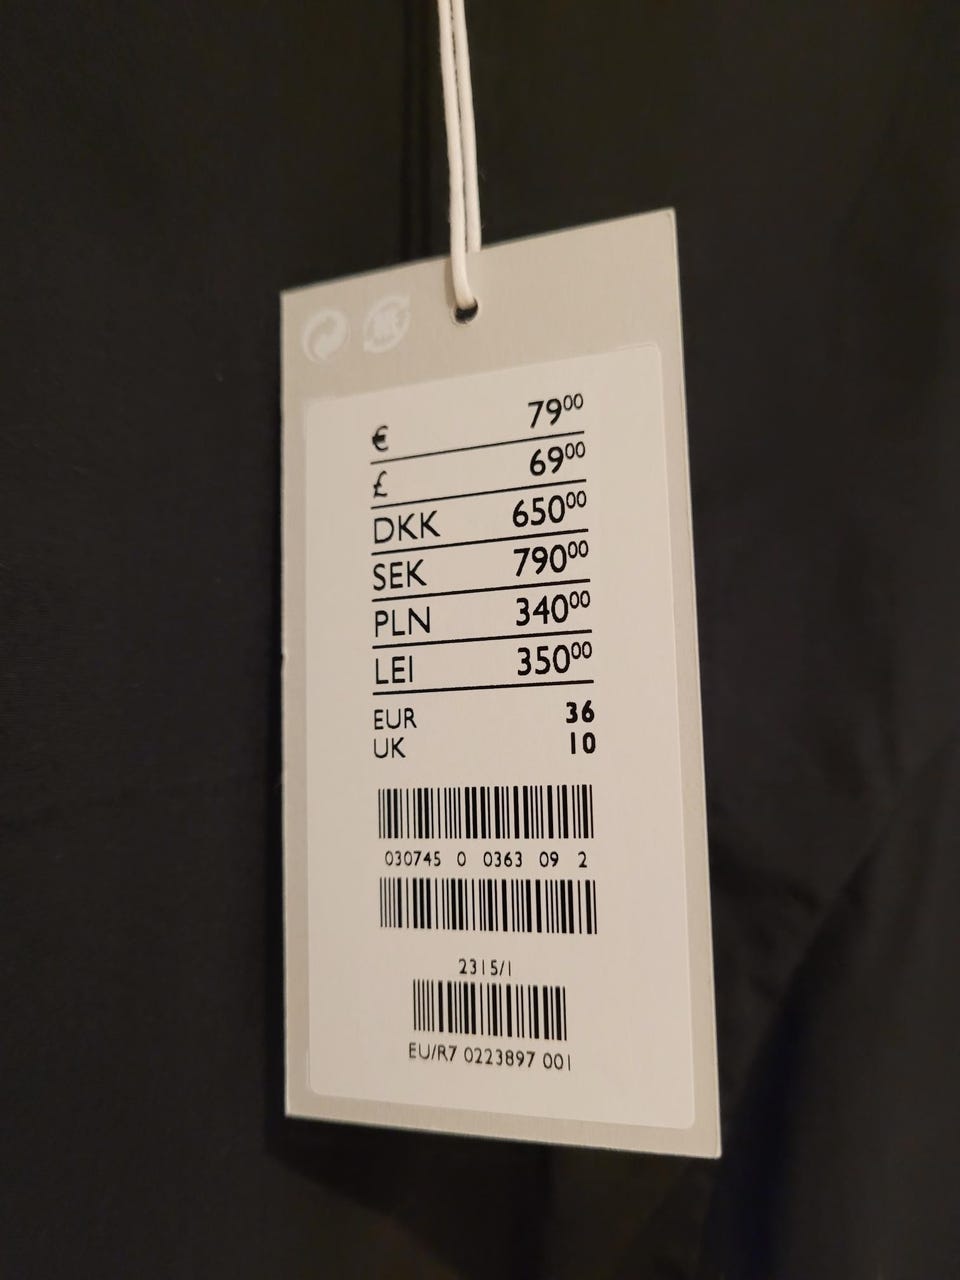 € 79⁰⁰
£ 69⁰⁰
DKK 650⁰⁰
SEK 790⁰⁰
PLN 340⁰⁰
LEI 350⁰⁰
EUR 36
UK 10
030745 0 0363 09 2
2315/1
EU/R7 0223897 001